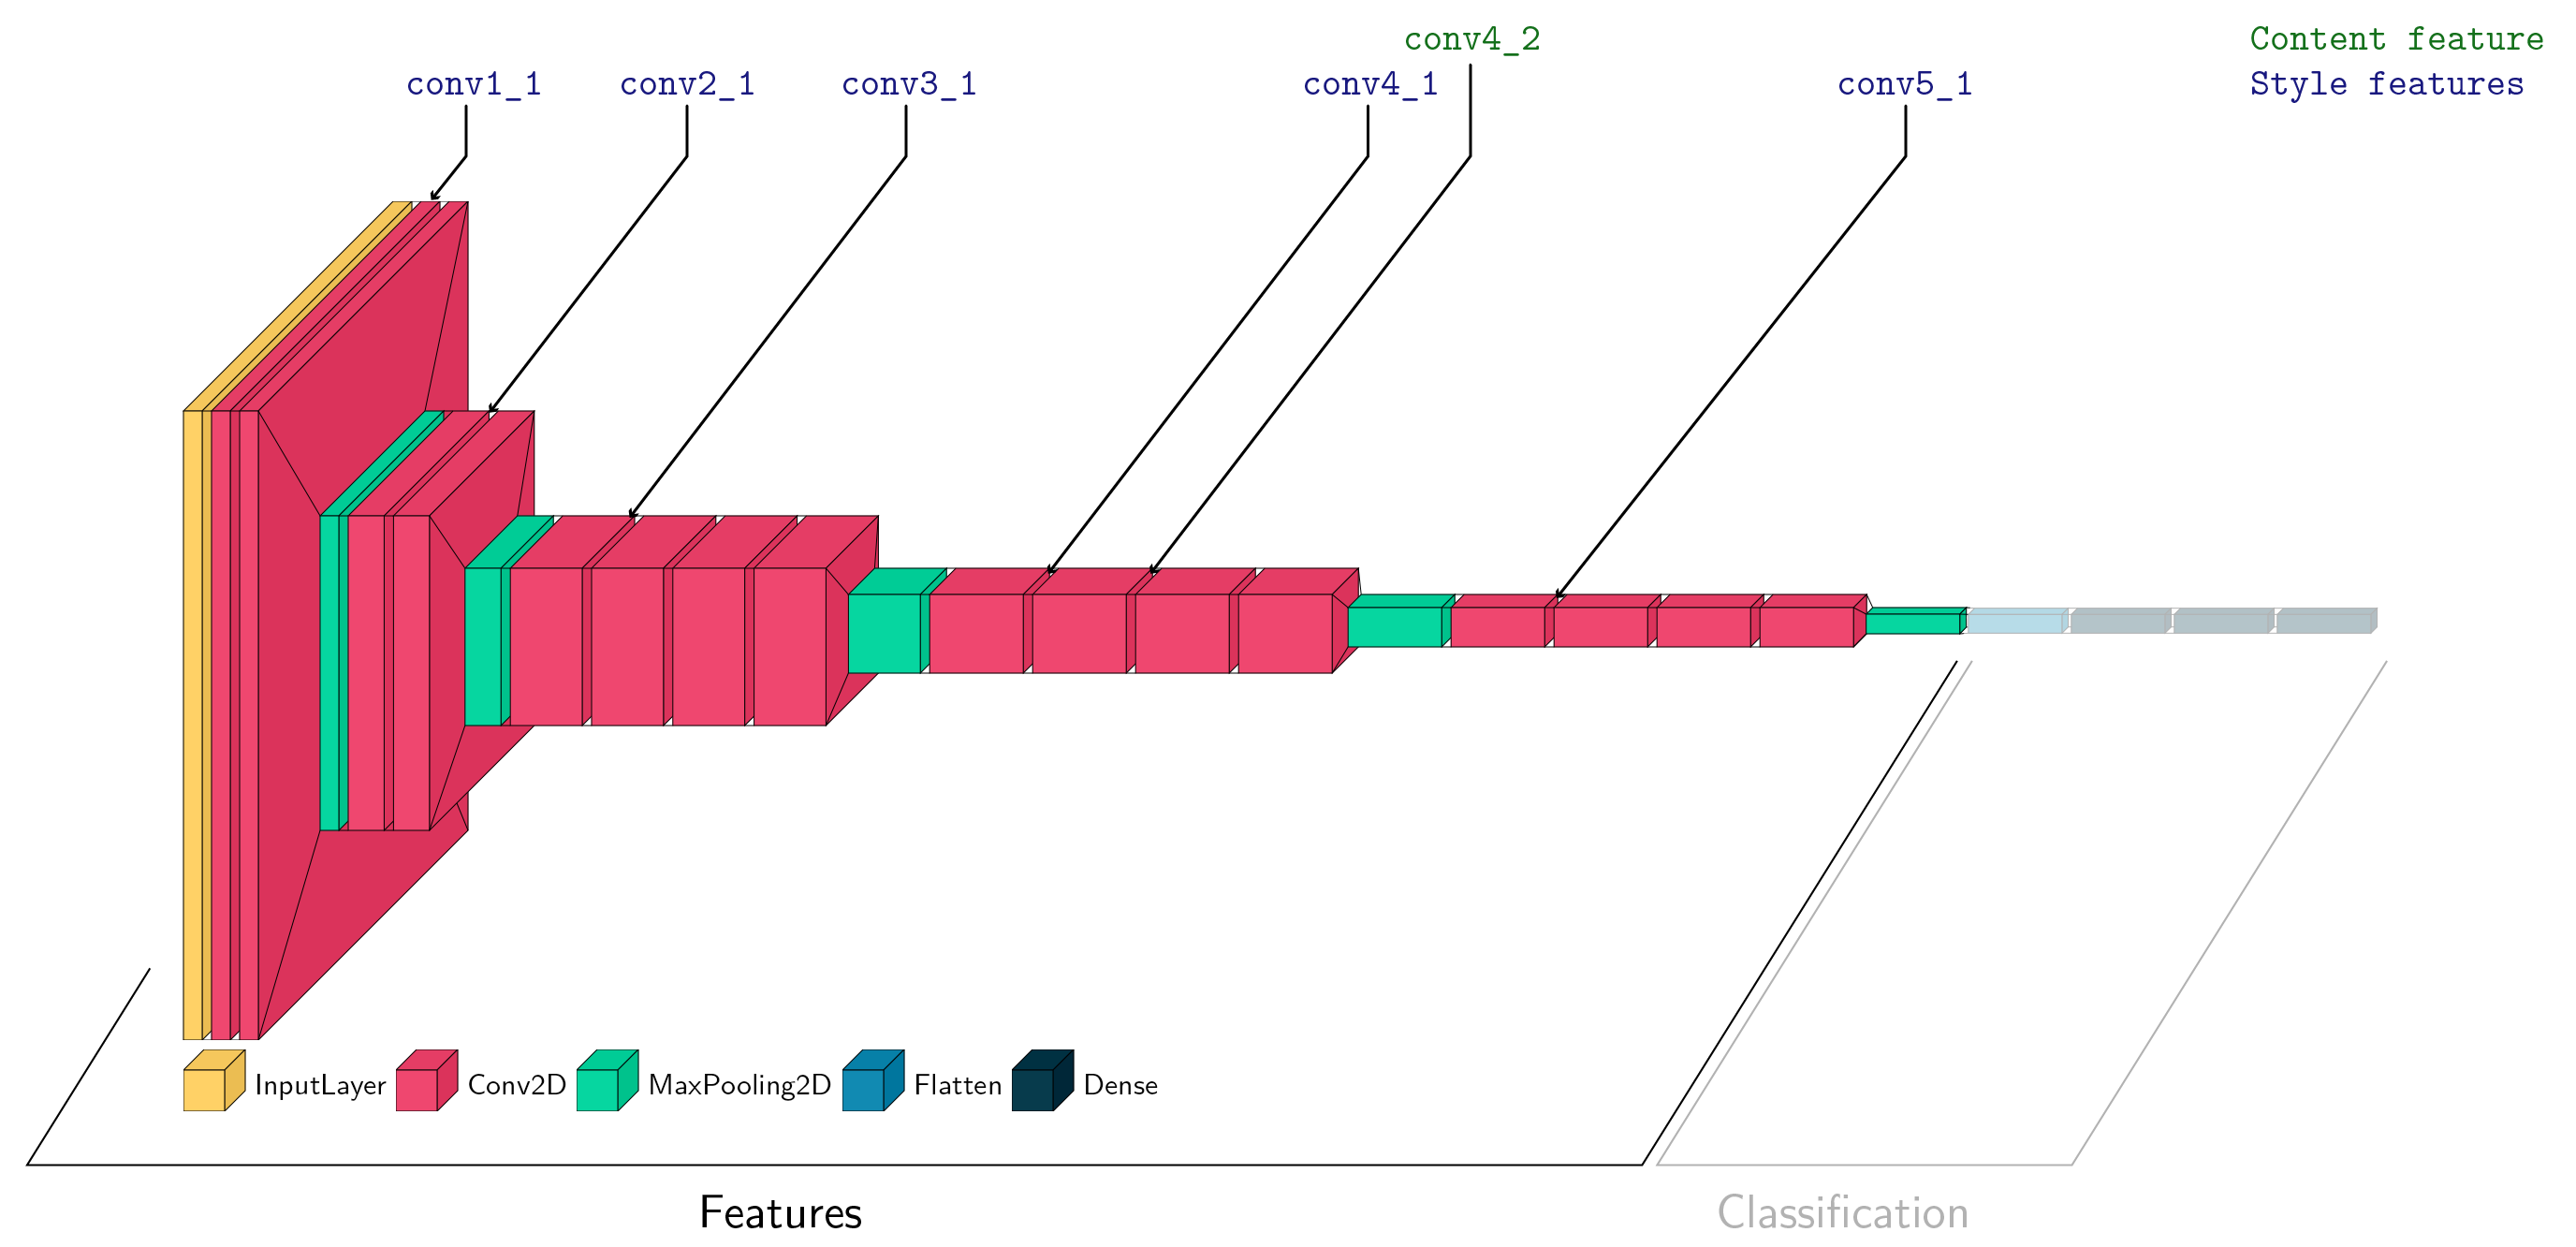 conv4_2
Content feature
conv1_1 conv2_1 conv3_1 conv4_1 conv5_1
Style features
InputLayer Conv2D MaxPooling2D Flatten Dense
Features
Classification